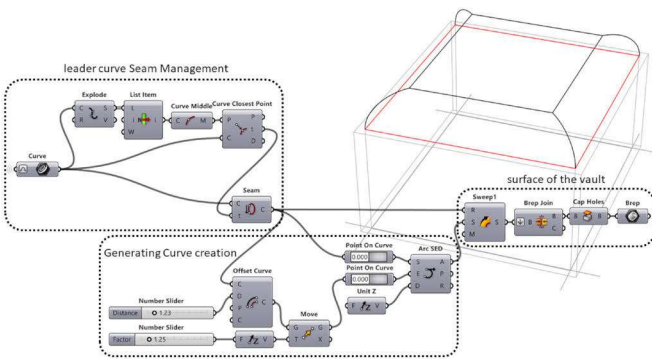 leader curve Seam Management
Explode
C S
R V
List Item
L
I I
W
Curve Middle
C M
Curve Closest Point
P P
t
C D
Curve
Seam
C C
t
surface of the vault
Sweep1
R
S S
M
Brep Join
B B
C
Cap Holes
B B
Brep
Generating Curve creation
Offset Curve
C
D
P C
C
Point On Curve
0.000
Point On Curve
0.000
Unit Z
F V
Arc SED
S A
E P
D R
Number Slider
Distance 1.23
Number Slider
Factor 1.25
F V
Move
G G
T X